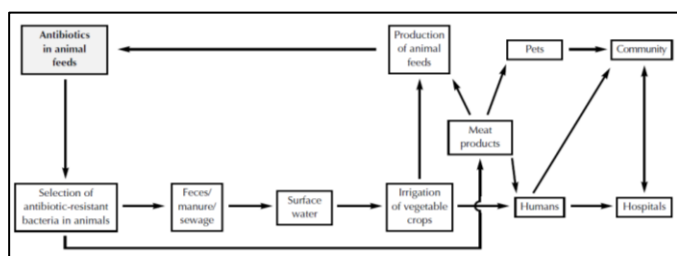 Antibiotics
in animal
feeds
Production
of animal
feeds
Pets
Community
Meat
products
Selection of
antibiotic-resistant
bacteria in animals
Feces/
manure/
sewage
Surface
water
Irrigation
of vegetable
crops
Humans
Hospitals